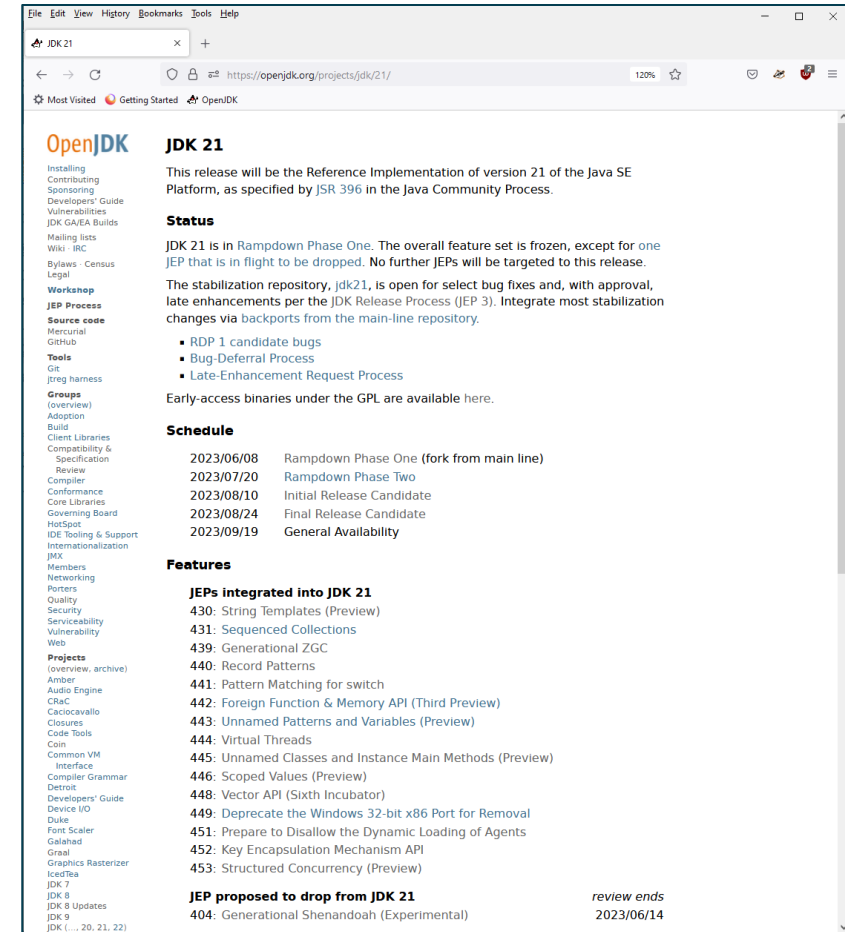 File Edit View History Bookmarks Tools Help
JDK 21
https://openjdk.org/projects/jdk/21/
120%
2
Most Visited Getting Started OpenJDK
OpenJDK
Installing
Contributing
Sponsoring
Developers' Guide
Vulnerabilities
JDK GA/EA Builds
Mailing lists
Wiki · IRC
Bylaws · Census
Legal
Workshop
JEP Process
Source code
Mercurial
GitHub
Tools
Git
jtreg harness
Groups
(overview)
Adoption
Build
Client Libraries
Compatibility &
Specification
Review
Compiler
Conformance
Core Libraries
Governing Board
HotSpot
IDE Tooling & Support
Internationalization
JMX
Members
Networking
Porters
Quality
Security
Serviceability
Vulnerability
Web
Projects
(overview, archive)
Amber
Audio Engine
CRaC
Caciocavallo
Closures
Code Tools
Coin
Common VM
Interface
Compiler Grammar
Detroit
Developers' Guide
Device I/O
Duke
Font Scaler
Galahad
Graal
Graphics Rasterizer
IcedTea
JDK 7
JDK 8
JDK 8 Updates
JDK 9
JDK (..., 20, 21, 22)
JDK 21
This release will be the Reference Implementation of version 21 of the Java SE
Platform, as specified by JSR 396 in the Java Community Process.
Status
JDK 21 is in Rampdown Phase One. The overall feature set is frozen, except for one
JEP that is in flight to be dropped. No further JEPs will be targeted to this release.
The stabilization repository, jdk21, is open for select bug fixes and, with approval,
late enhancements per the JDK Release Process (JEP 3). Integrate most stabilization
changes via backports from the main-line repository.
▪ RDP 1 candidate bugs
▪ Bug-Deferral Process
▪ Late-Enhancement Request Process
Early-access binaries under the GPL are available here.
Schedule
2023/06/08 Rampdown Phase One (fork from main line)
2023/07/20 Rampdown Phase Two
2023/08/10 Initial Release Candidate
2023/08/24 Final Release Candidate
2023/09/19 General Availability
Features
JEPs integrated into JDK 21
430: String Templates (Preview)
431: Sequenced Collections
439: Generational ZGC
440: Record Patterns
441: Pattern Matching for switch
442: Foreign Function & Memory API (Third Preview)
443: Unnamed Patterns and Variables (Preview)
444: Virtual Threads
445: Unnamed Classes and Instance Main Methods (Preview)
446: Scoped Values (Preview)
448: Vector API (Sixth Incubator)
449: Deprecate the Windows 32-bit x86 Port for Removal
451: Prepare to Disallow the Dynamic Loading of Agents
452: Key Encapsulation Mechanism API
453: Structured Concurrency (Preview)
JEP proposed to drop from JDK 21 review ends
404: Generational Shenandoah (Experimental) 2023/06/14